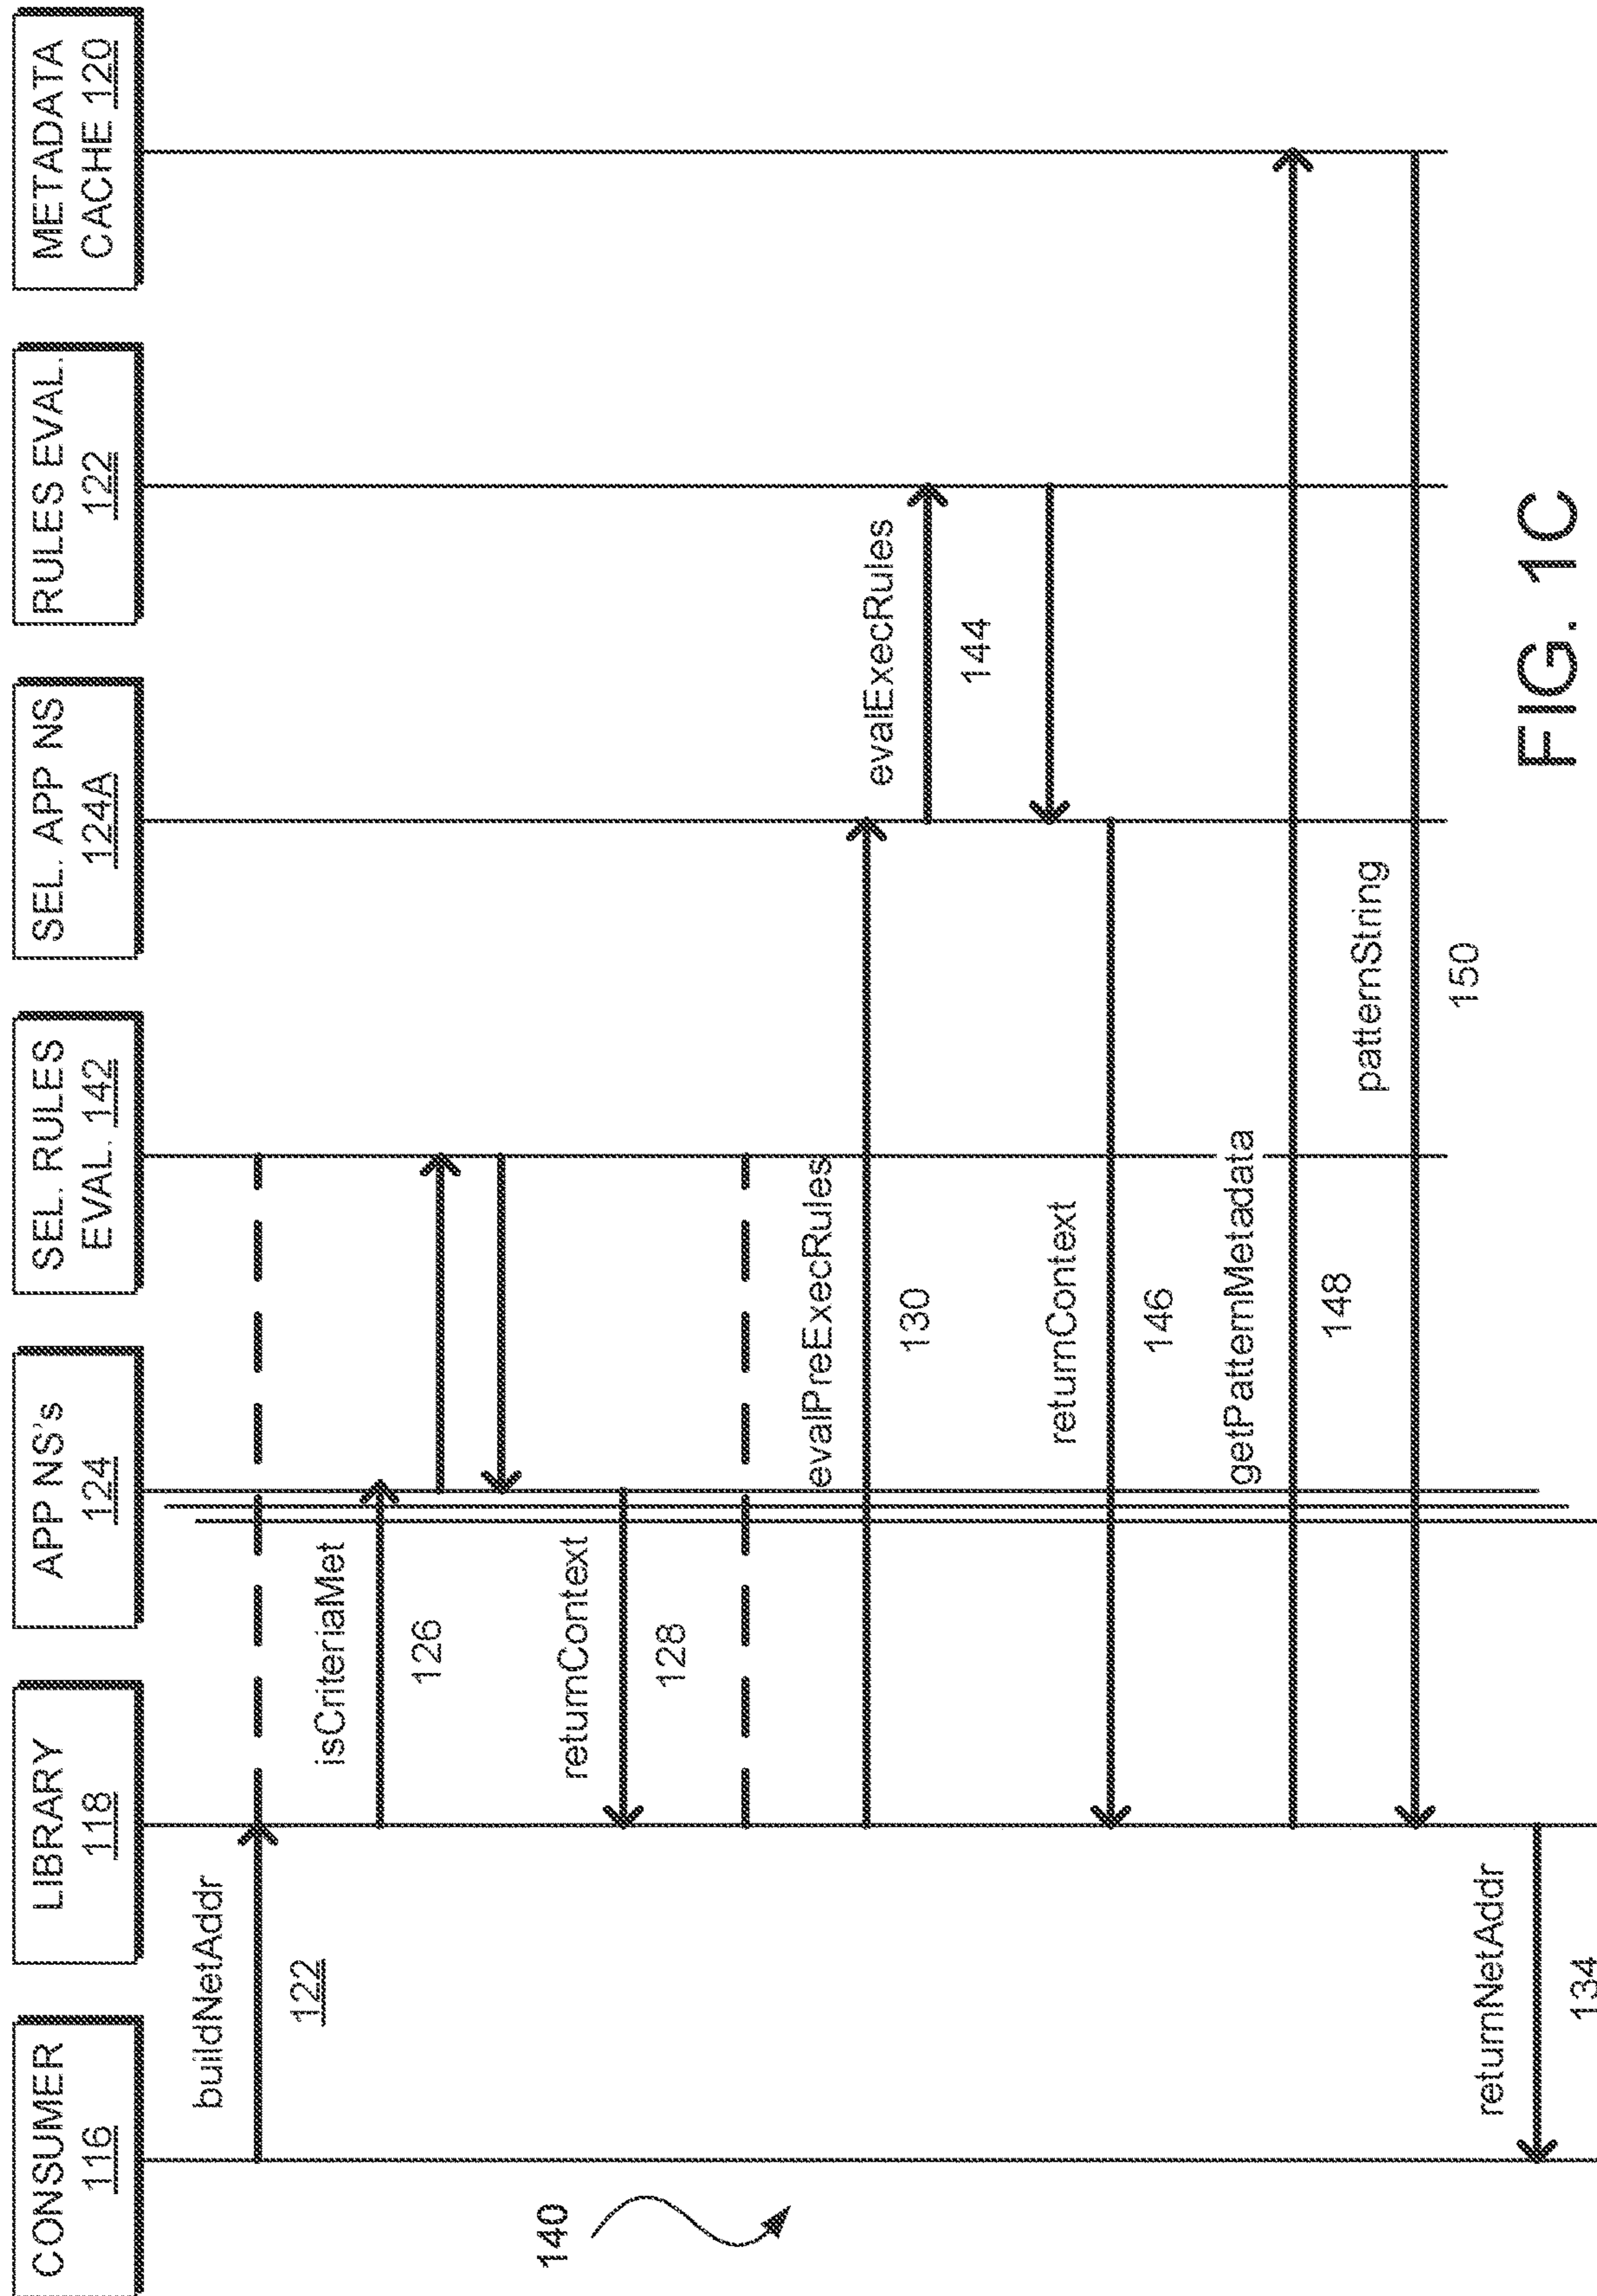 CONSUMER
116
LIBRARY
118
APP NS's
124
SEL. RULES
EVAL. 142
SEL. APP NS
124A
RULES EVAL.
122
METADATA
CACHE 120
buildNetAddr
122
isCriteriaMet
126
140
returnContext
128
evalPreExecRules
130
evalExecRules
144
returnContext
146
getPatternMetadata
148
patternString
150
returnNetAddr
134
FIG. 1C